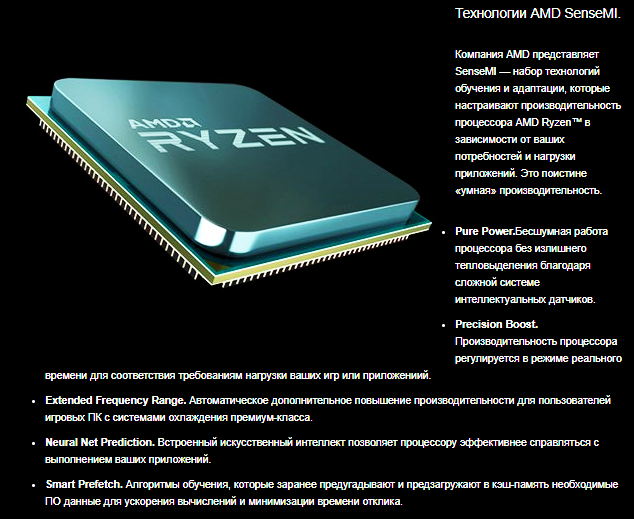 Технологии AMD SenseMI.
Компания AMD представляет
SenseMI — набор технологий
обучения и адаптации, которые
настраивают производительность
процессора AMD Ryzen™ в
зависимости от ваших
потребностей и нагрузки
приложений. Это поистине
«умная» производительность.
AMD
RYZEN
• Pure Power.Бесшумная работа
процессора без излишнего
тепловыделения благодаря
сложной системе
интеллектуальных датчиков.
• Precision Boost.
Производительность процессора
регулируется в режиме реального
времени для соответствия требованиям нагрузки ваших игр или приложениий.
• Extended Frequency Range. Автоматическое дополнительное повышение производительности для пользователей
игровых ПК с системами охлаждения премиум-класса.
• Neural Net Prediction. Встроенный искусственный интеллект позволяет процессору эффективнее справляться с
выполнением ваших приложений.
• Smart Prefetch. Алгоритмы обучения, которые заранее предугадывают и предзагружают в кэш-память необходимые
ПО данные для ускорения вычислений и минимизации времени отклика.